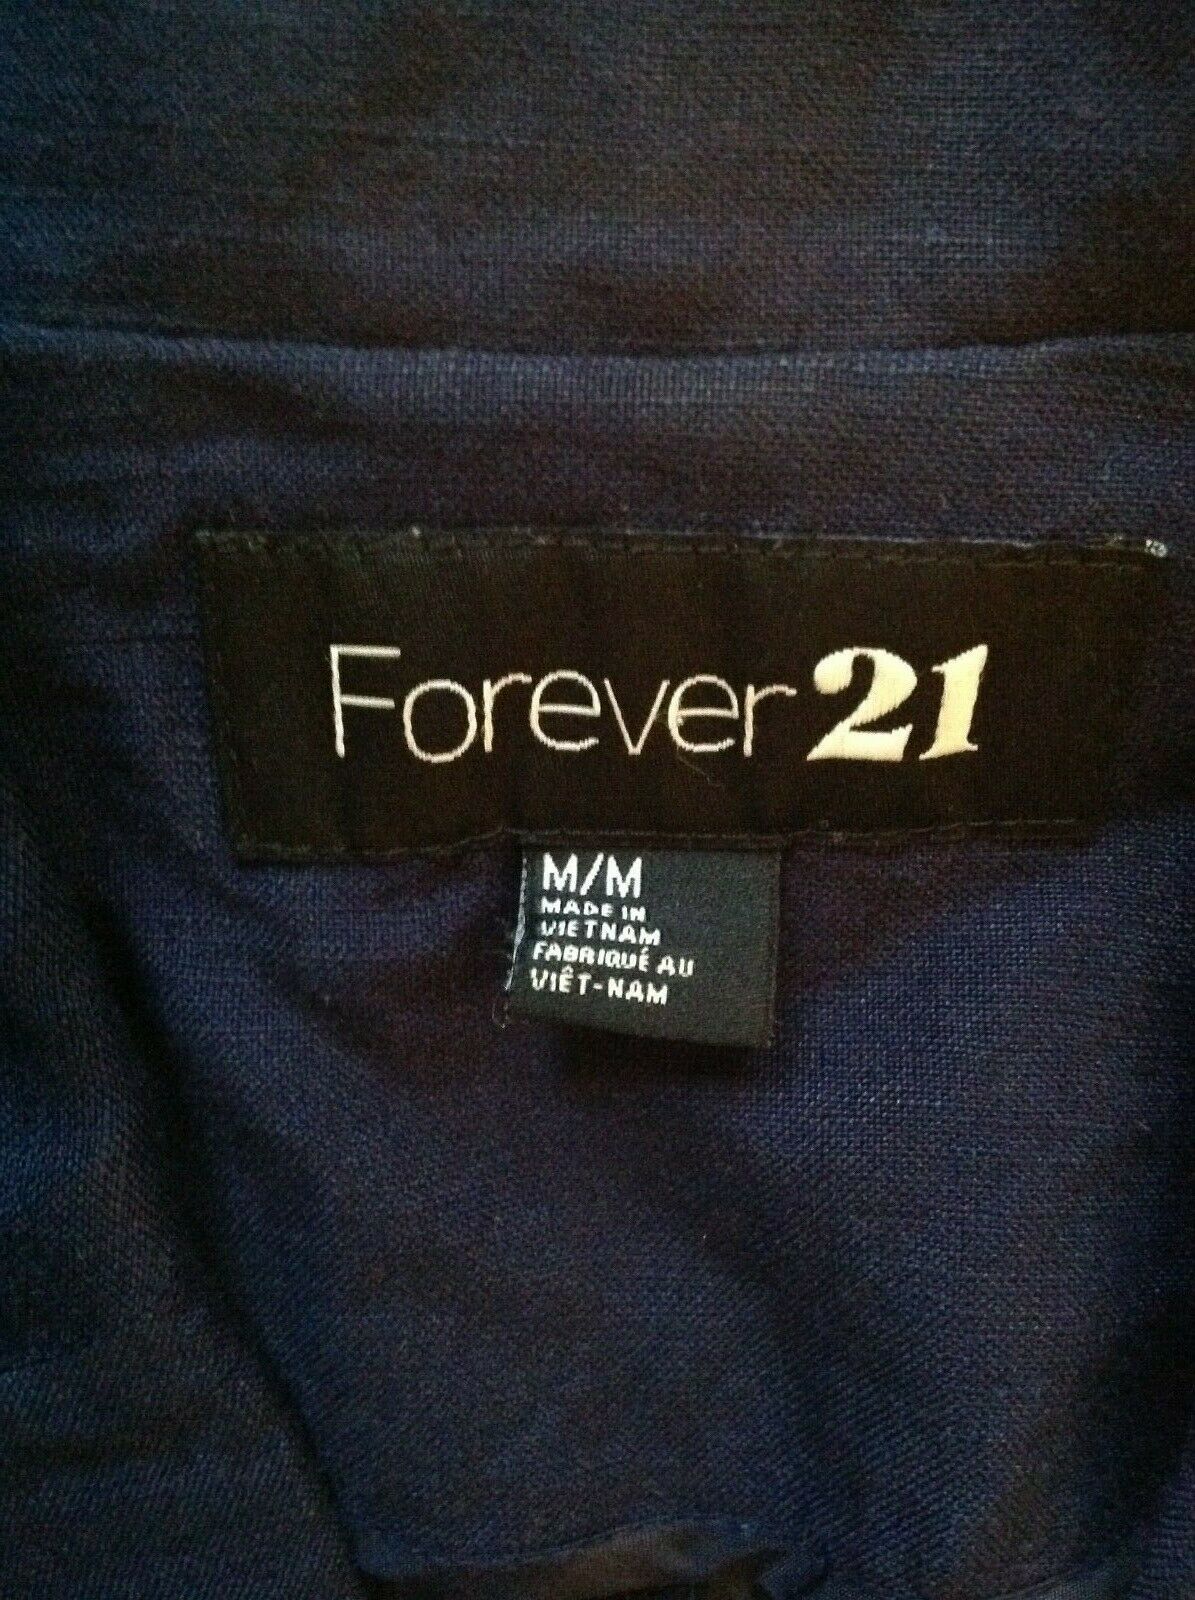 Forever 21
M/M
MADE IN
VIETNAM
FABRIQUÉ AU
VIÊT-NAM